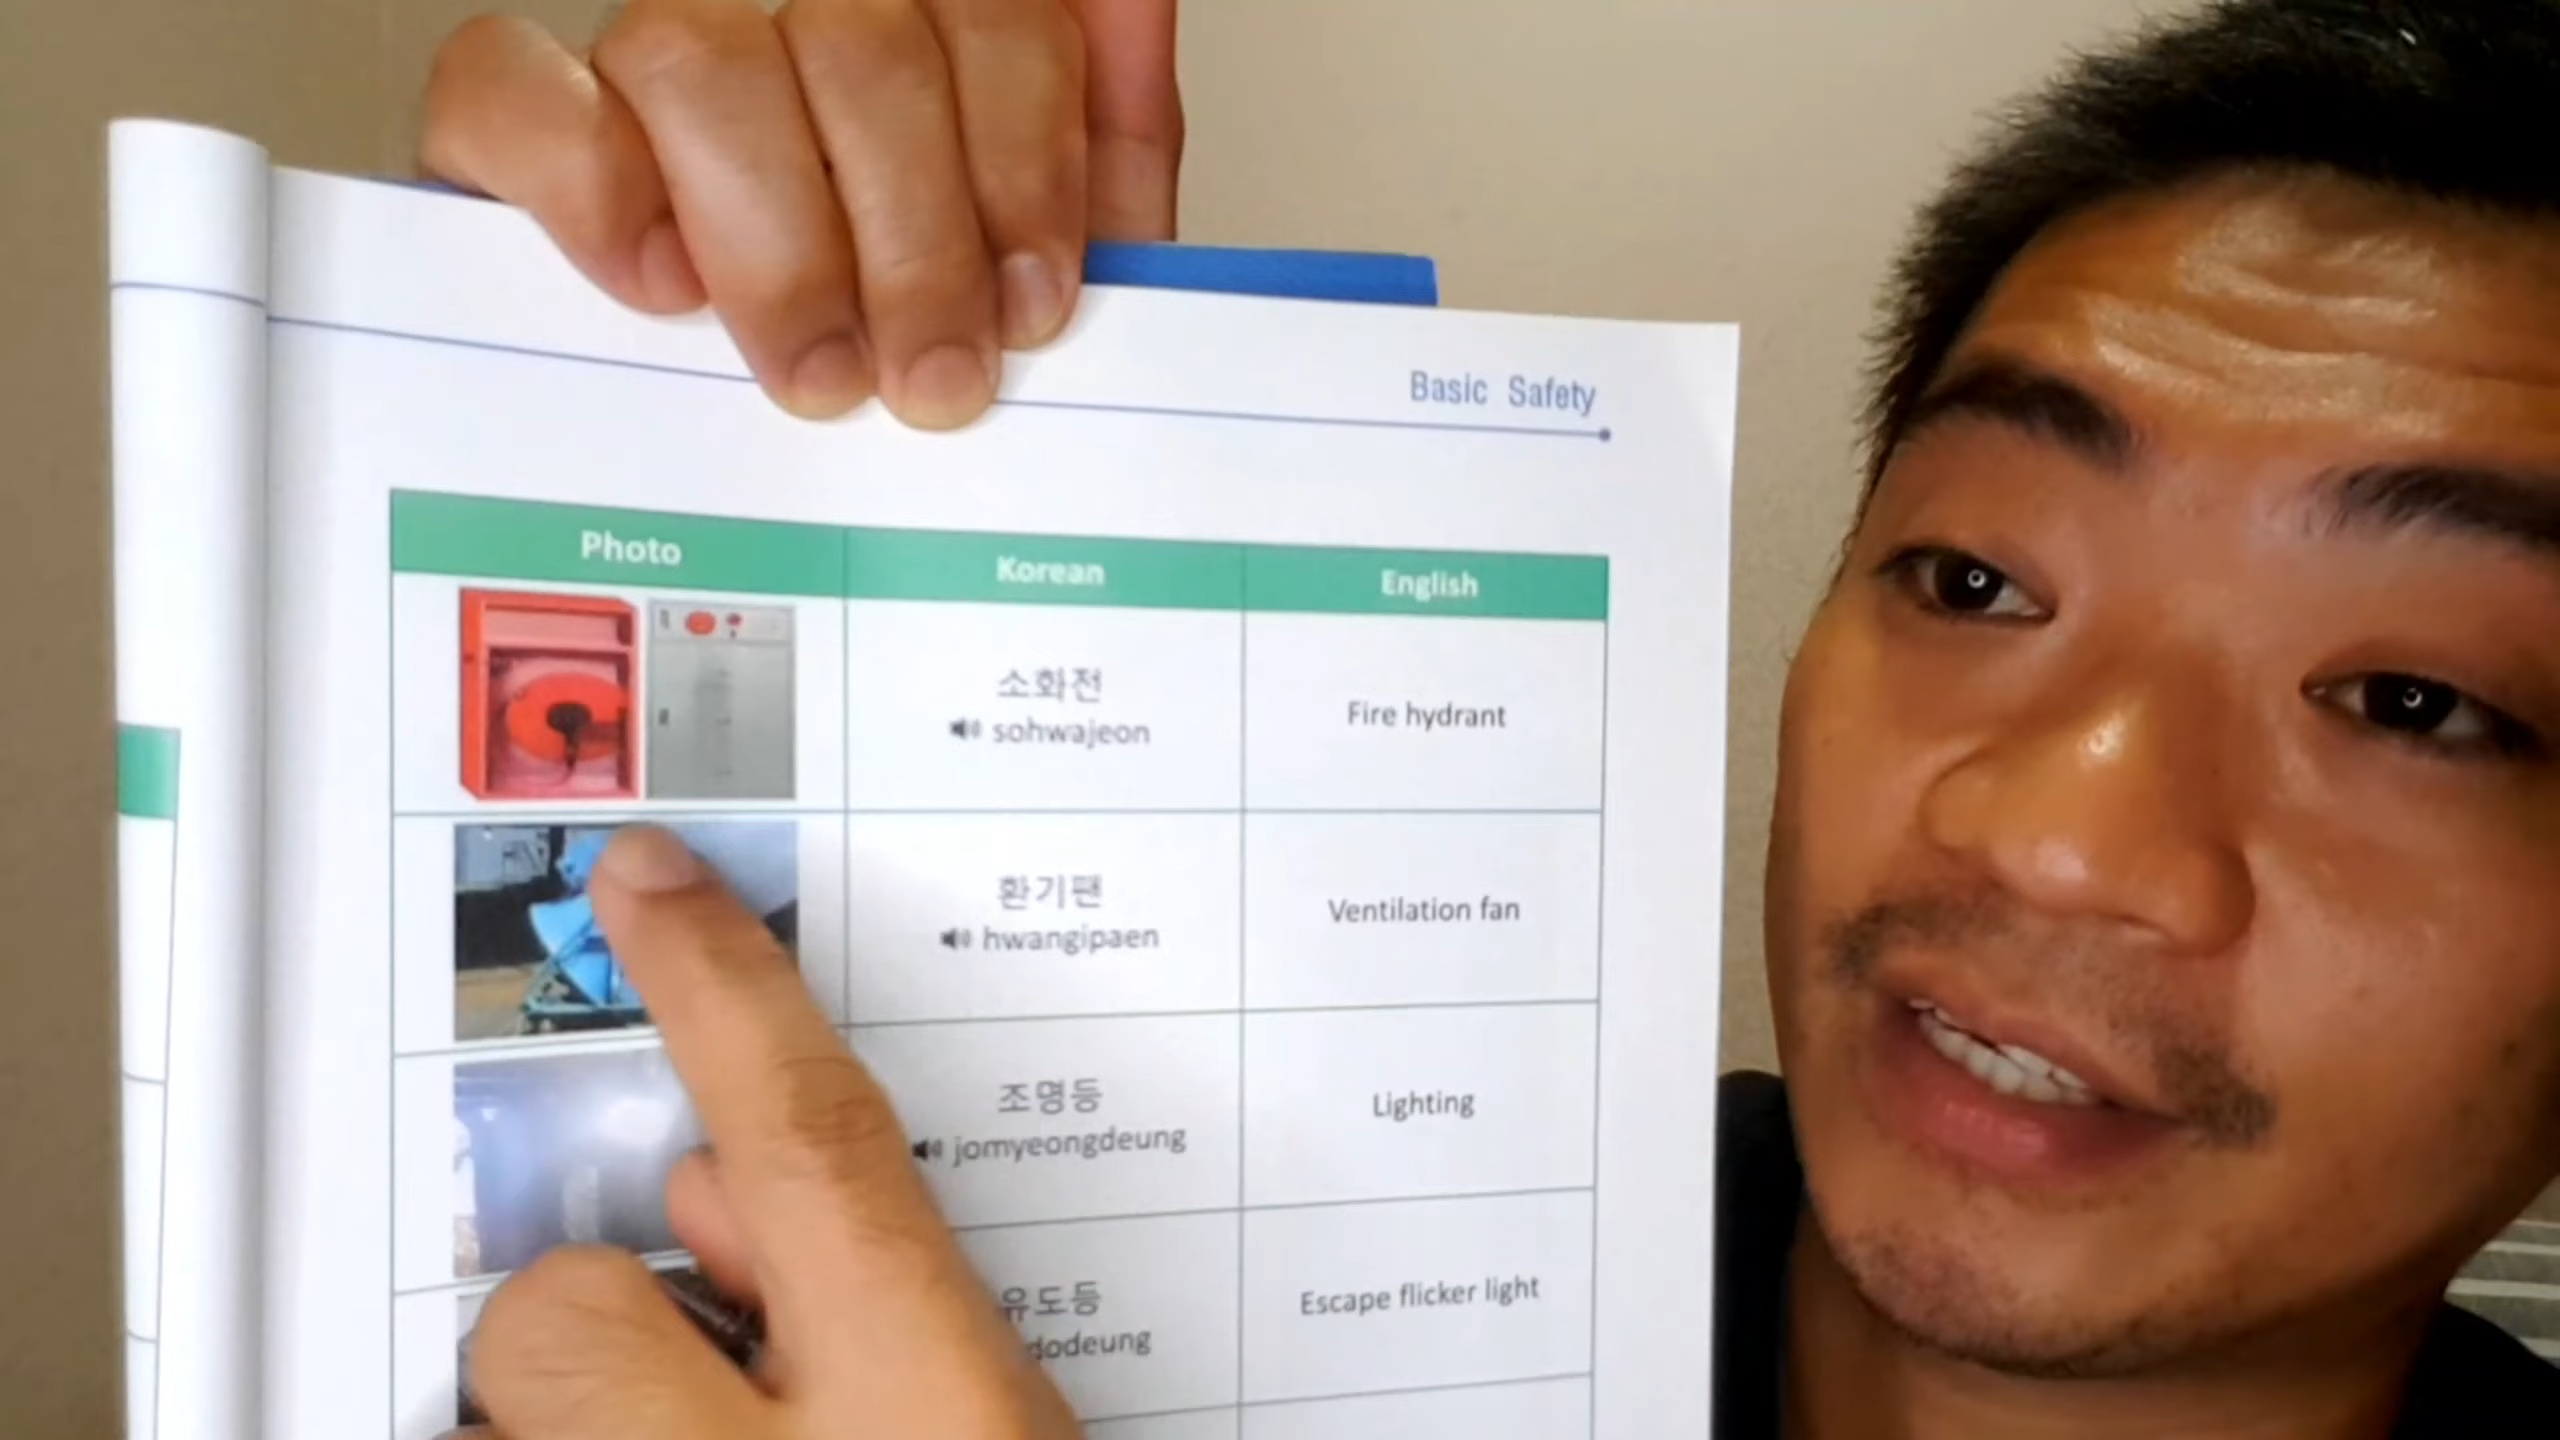 Basic Safety
Photo Korean English
소화전
sohwajeon
Fire hydrant
환기팬
hwangipaen
Ventilation fan
조명등
jomyeongdeung
Lighting
유도등
dodeung
Escape flicker light